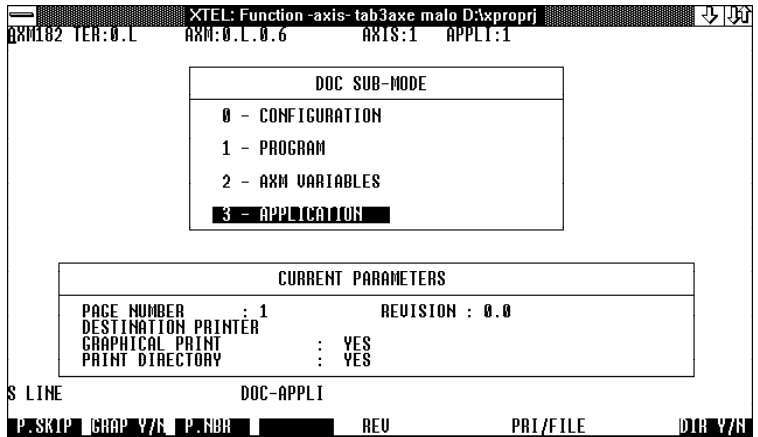 XTEL: Function -axis- tab3axe malo D:\xproprj
AXM182 TER:0.L AXM:0.L.0.6 AXIS:1 APPLI:1
DOC SUB-MODE
0 - CONFIGURATION
1 - PROGRAM
2 - AXM VARIABLES
3 - APPLICATION
CURRENT PARAMETERS
PAGE NUMBER : 1 REVISION : 0.0
DESTINATION PRINTER
GRAPHICAL PRINT : YES
PRINT DIRECTORY : YES
S LINE DOC-APPLI
P.SKIP GRAP Y/N P.NBR REV PRI/FILE DIR Y/N